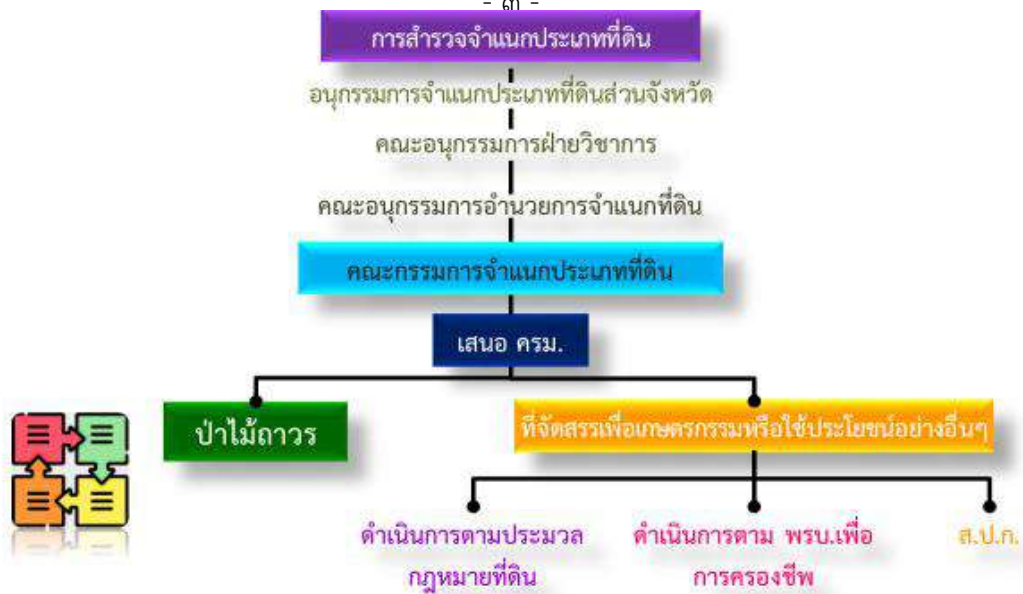 - ๓ -
การสำรวจจำแนกประเภทที่ดิน
อนุกรรมการจำแนกประเภทที่ดินส่วนจังหวัด
คณะอนุกรรมการฝ่ายวิชาการ
คณะอนุกรรมการอำนวยการจำแนกที่ดิน
คณะกรรมการจำแนกประเภทที่ดิน
เสนอ ครม.
ป่าไม้ถาวร
ที่จัดสรรเพื่อเกษตรกรรมหรือใช้ประโยชน์อย่างอื่นๆ
ดำเนินการตามประมวล
กฎหมายที่ดิน
ดำเนินการตาม พรบ.เพื่อ
การครองชีพ
ส.ป.ก.